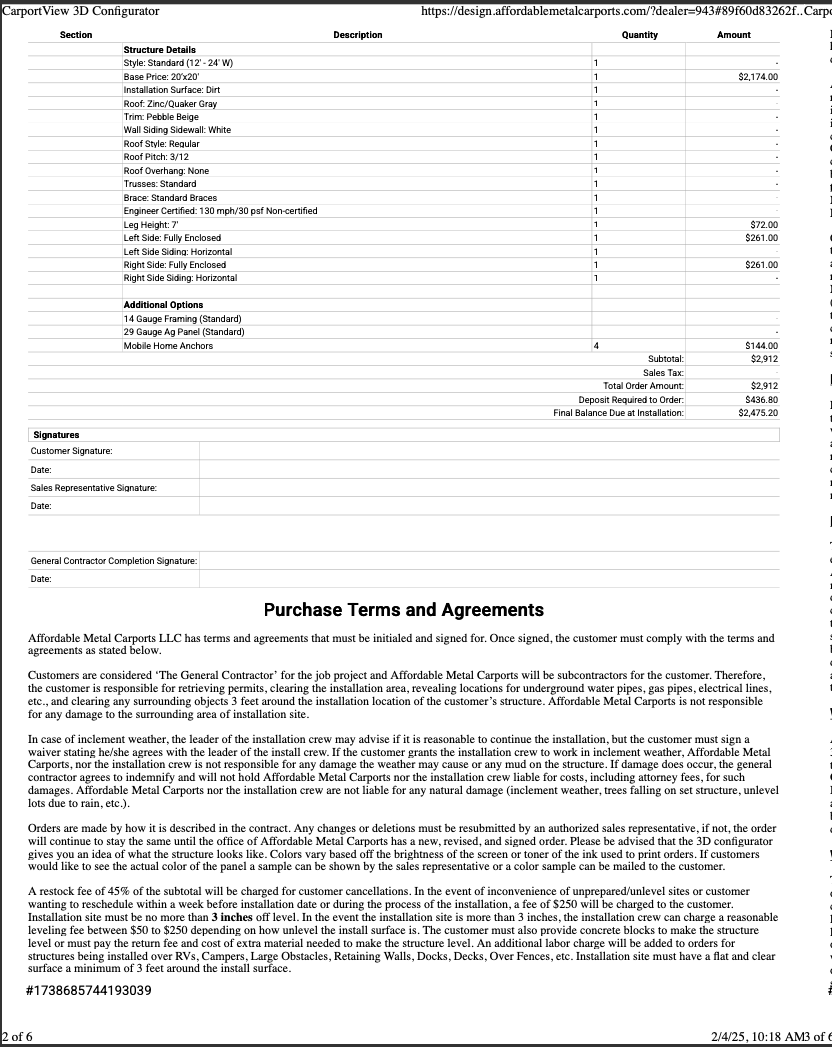 CarportView 3D Configurator https://design.affordablemetalcarports.com/?dealer=943#89f60d83262f.. Carpo
Section Description Quantity Amount
Structure Details
Style: Standard (12' - 24' W) 1 -
Base Price: 20'x20' 1 $2,174.00
Installation Surface: Dirt 1 -
Roof: Zinc/Quaker Gray 1 -
Trim: Pebble Beige 1 -
Wall Siding Sidewall: White 1 -
Roof Style: Regular 1 -
Roof Pitch: 3/12 1 -
Roof Overhang: None 1 -
Trusses: Standard 1 -
Brace: Standard Braces 1 -
Engineer Certified: 130 mph/30 psf Non-certified 1 -
Leg Height: 7' 1 $72.00
Left Side: Fully Enclosed 1 $261.00
Left Side Siding: Horizontal 1 -
Right Side: Fully Enclosed 1 $261.00
Right Side Siding: Horizontal 1 -
Additional Options
14 Gauge Framing (Standard) -
29 Gauge Ag Panel (Standard) -
Mobile Home Anchors 4 $144.00
Subtotal: $2,912
Sales Tax: -
Total Order Amount: $2,912
Deposit Required to Order: $436.80
Final Balance Due at Installation: $2,475.20
Signatures
Customer Signature:
Date:
Sales Representative Signature:
Date:
General Contractor Completion Signature:
Date:
Purchase Terms and Agreements
Affordable Metal Carports LLC has terms and agreements that must be initialed and signed for. Once signed, the customer must comply with the terms and
agreements as stated below.
Customers are considered ‘The General Contractor’ for the job project and Affordable Metal Carports will be subcontractors for the customer. Therefore,
the customer is responsible for retrieving permits, clearing the installation area, revealing locations for underground water pipes, gas pipes, electrical lines,
etc., and clearing any surrounding objects 3 feet around the installation location of the customer’s structure. Affordable Metal Carports is not responsible
for any damage to the surrounding area of installation site.
In case of inclement weather, the leader of the installation crew may advise if it is reasonable to continue the installation, but the customer must sign a
waiver stating he/she agrees with the leader of the install crew. If the customer grants the installation crew to work in inclement weather, Affordable Metal
Carports, nor the installation crew is not responsible for any damage the weather may cause or any mud on the structure. If damage does occur, the general
contractor agrees to indemnify and will not hold Affordable Metal Carports nor the installation crew liable for costs, including attorney fees, for such
damages. Affordable Metal Carports nor the installation crew are not liable for any natural damage (inclement weather, trees falling on set structure, unlevel
lots due to rain, etc.).
Orders are made by how it is described in the contract. Any changes or deletions must be resubmitted by an authorized sales representative, if not, the order
will continue to stay the same until the office of Affordable Metal Carports has a new, revised, and signed order. Please be advised that the 3D configurator
gives you an idea of what the structure looks like. Colors vary based off the brightness of the screen or toner of the ink used to print orders. If customers
would like to see the actual color of the panel a sample can be shown by the sales representative or a color sample can be mailed to the customer.
A restock fee of 45% of the subtotal will be charged for customer cancellations. In the event of inconvenience of unprepared/unlevel sites or customer
wanting to reschedule within a week before installation date or during the process of the installation, a fee of $250 will be charged to the customer.
Installation site must be no more than 3 inches off level. In the event the installation site is more than 3 inches, the installation crew can charge a reasonable
leveling fee between $50 to $250 depending on how unlevel the install surface is. The customer must also provide concrete blocks to make the structure
level or must pay the return fee and cost of extra material needed to make the structure level. An additional labor charge will be added to orders for
structures being installed over RVs, Campers, Large Obstacles, Retaining Walls, Docks, Decks, Over Fences, etc. Installation site must have a flat and clear
surface a minimum of 3 feet around the install surface.
#1738685744193039
2 of 6 2/4/25, 10:18 AM 3 of 6